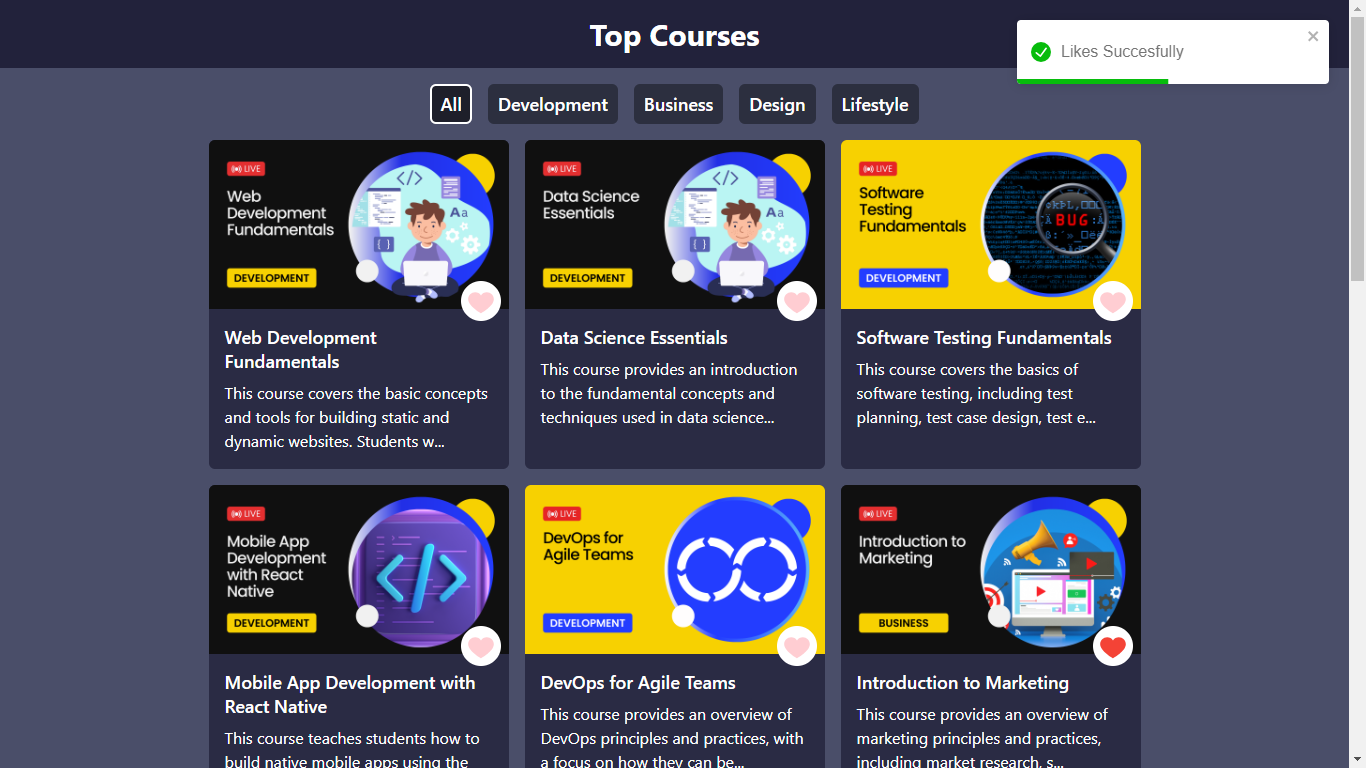 Top Courses
Likes Succesfully
All
Development
Business
Design
Lifestyle
LIVE
Web
Development
Fundamentals
DEVELOPMENT
Web Development
Fundamentals
This course covers the basic concepts
and tools for building static and
dynamic websites. Students w...
LIVE
Data Science
Essentials
DEVELOPMENT
Data Science Essentials
This course provides an introduction
to the fundamental concepts and
techniques used in data science...
LIVE
Software
Testing
Fundamentals
BUG
DEVELOPMENT
Software Testing Fundamentals
This course covers the basics of
software testing, including test
planning, test case design, test e...
LIVE
Mobile App
Development
with React
Native
DEVELOPMENT
Mobile App Development with
React Native
This course teaches students how to
build native mobile apps using the
LIVE
DevOps for
Agile Teams
DEVELOPMENT
DevOps for Agile Teams
This course provides an overview of
DevOps principles and practices, with
a focus on how they can be...
LIVE
Introduction to
Marketing
BUSINESS
Introduction to Marketing
This course provides an overview of
marketing principles and practices,
including market research, s...